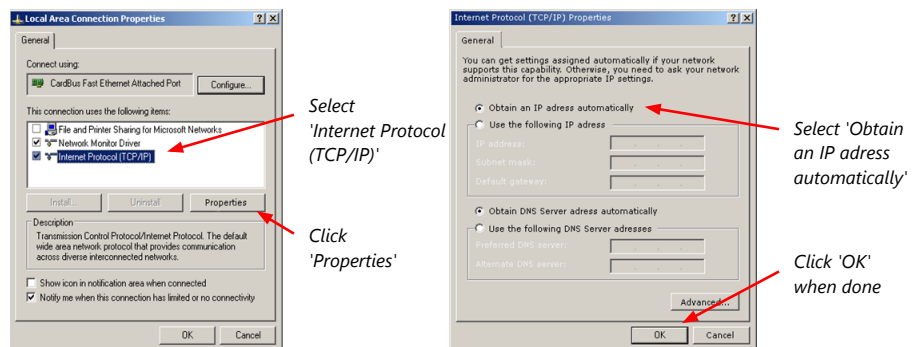 Local Area Connection Properties
General
Connect using:
CardBus Fast Ethernet Attached Port
Configure...
This connection uses the following items:
File and Printer Sharing for Microsoft Networks
Network Monitor Driver
Internet Protocol (TCP/IP)
Install...
Uninstall
Properties
Description
Transmission Control Protocol/Internet Protocol. The default
wide area network protocol that provides communication
across diverse interconnected networks.
Show icon in notification area when connected
Notify me when this connection has limited or no connectivity
OK
Cancel
Select
'Internet Protocol
(TCP/IP)'
Click
'Properties'
Internet Protocol (TCP/IP) Properties
General
You can get settings assigned automatically if your network
supports this capability. Otherwise, you need to ask your network
administrator for the appropriate IP settings.
Obtain an IP adress automatically
Use the following IP adress
IP address:
Subnet mask:
Default gateway:
Obtain DNS Server adress automatically
Use the following DNS Server adresses
Preferred DNS server:
Alternate DNS server:
Advanced...
OK
Cancel
Select 'Obtain
an IP adress
automatically'
Click 'OK'
when done